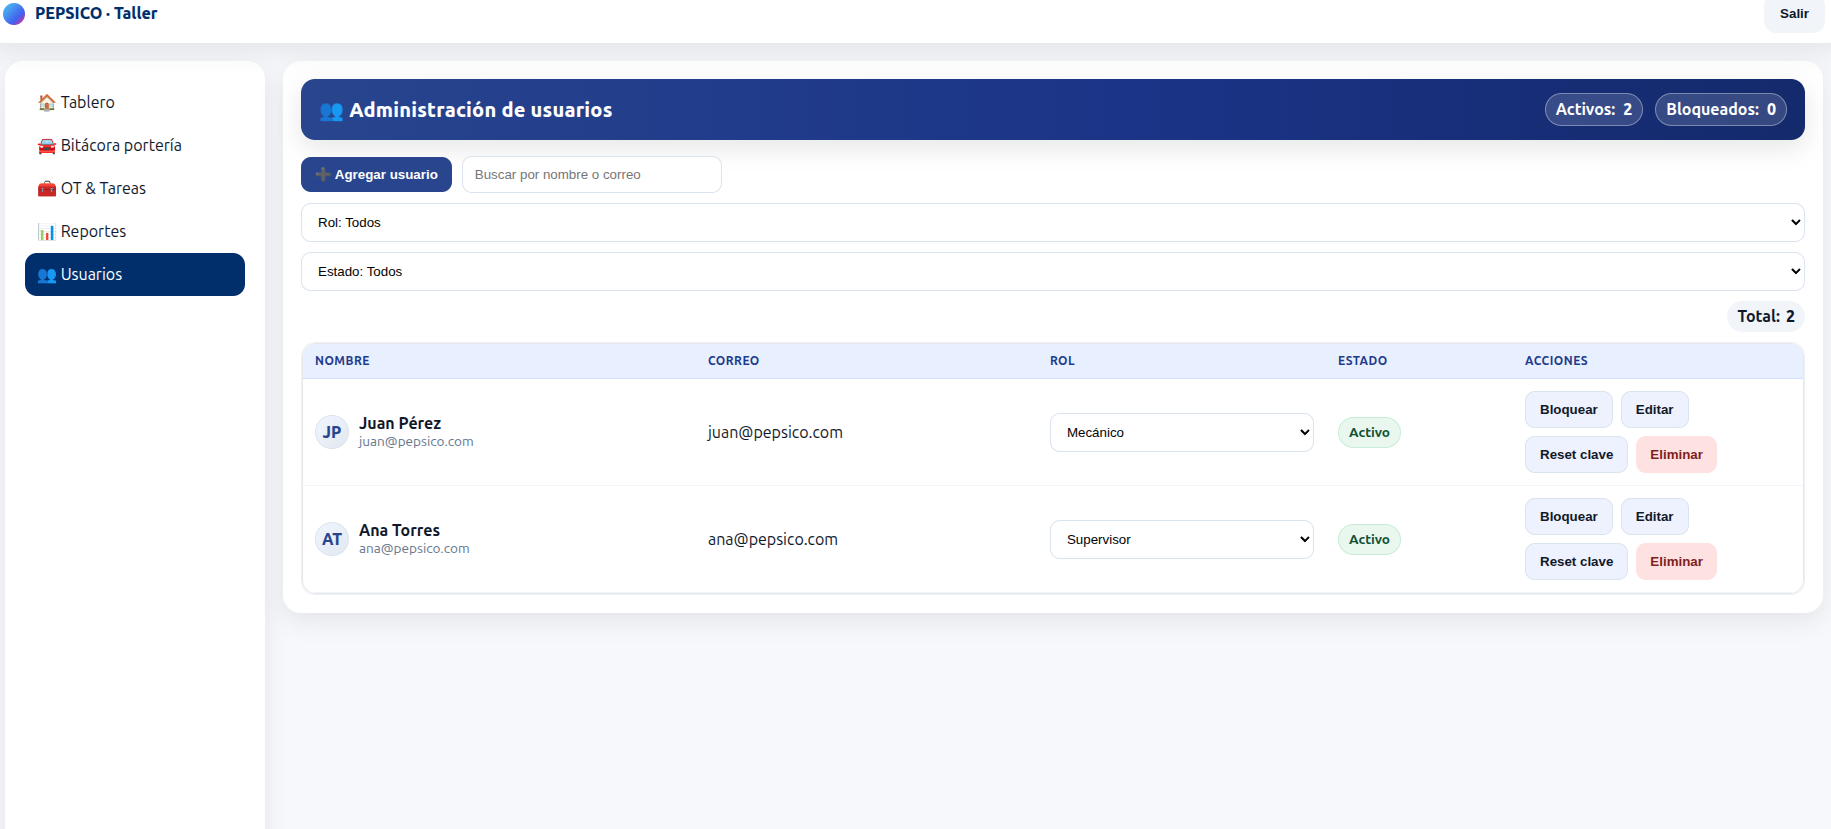 PEPSICO · Taller
Salir
🏠 Tablero
🚘 Bitácora portería
🧰 OT & Tareas
📊 Reportes
👥 Usuarios
👥 Administración de usuarios
Activos: 2
Bloqueados: 0
➕ Agregar usuario
Buscar por nombre o correo
Rol: Todos
Estado: Todos
Total: 2
NOMBRE CORREO ROL ESTADO ACCIONES
JP
Juan Pérez
juan@pepsico.com
juan@pepsico.com
Mecánico
Activo
Bloquear Editar
Reset clave Eliminar
AT
Ana Torres
ana@pepsico.com
ana@pepsico.com
Supervisor
Activo
Bloquear Editar
Reset clave Eliminar